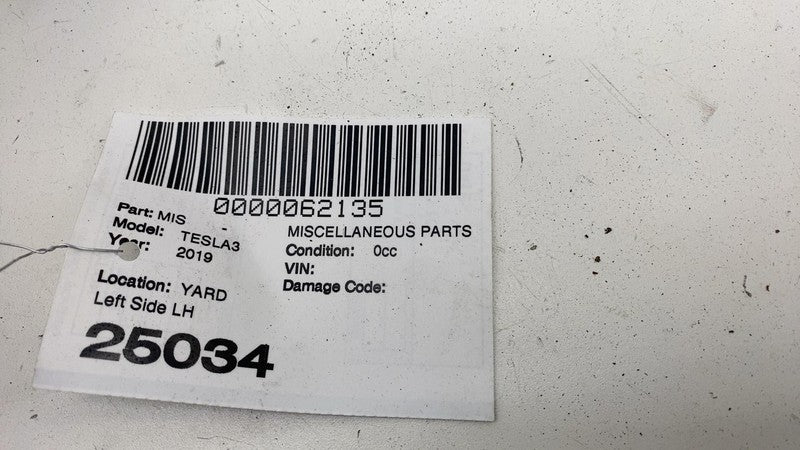 0000062135
Part: MIS - MISCELLANEOUS PARTS
Model: TESLA3 Condition: 0cc
Year: 2019 VIN:
Location: YARD Damage Code:
Left Side LH
25034